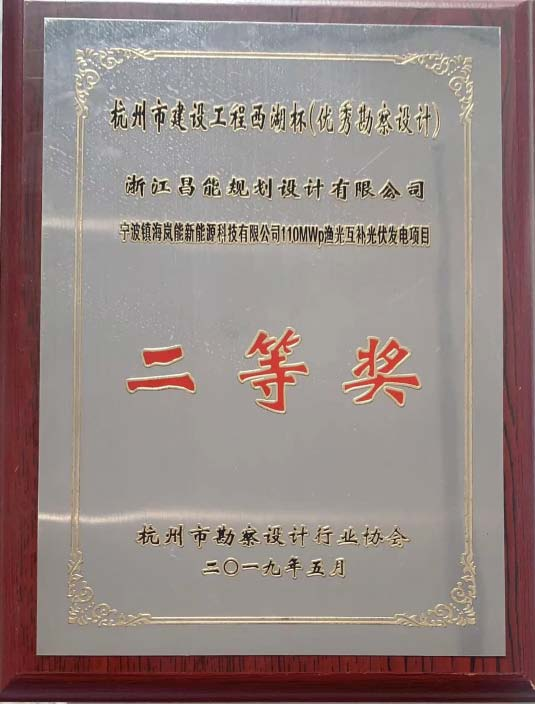 杭州市建设工程西湖杯(优秀勘察设计)
浙江昌能规划设计有限公司
宁波镇海岚能新能源科技有限公司110MWp渔光互补光伏发电项目
二等奖
杭州市勘察设计行业协会
二〇一九年五月